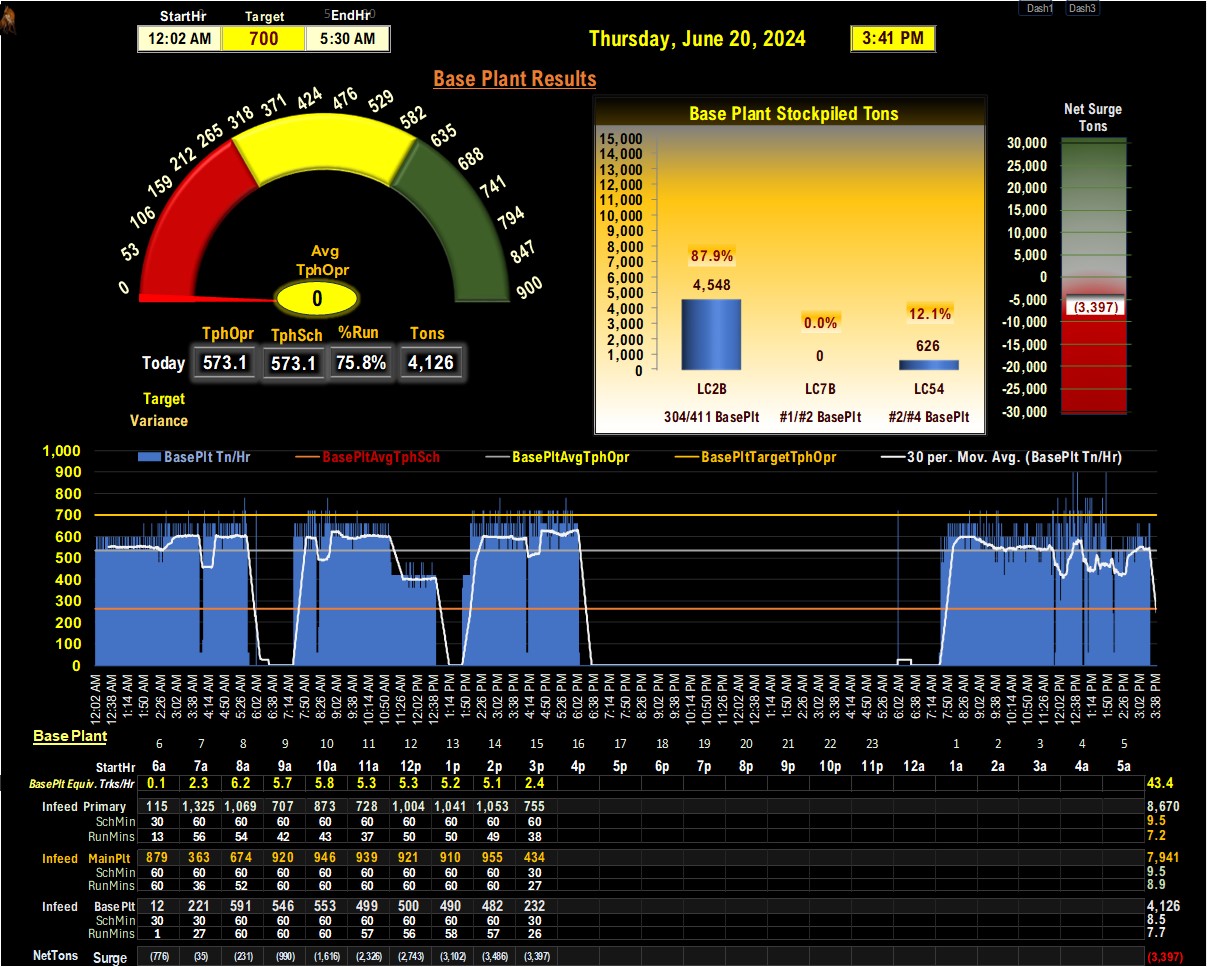 StartHr Target EndHr
12:02 AM 700 5:30 AM
Thursday, June 20, 2024
3:41 PM
Dash1 Dash3
Base Plant Results
0 53 106 159 212 265 318 371 424 476 529 582 635 688 741 794 847 900
Avg
TphOpr
0
TphOpr TphSch %Run Tons
Today 573.1 573.1 75.8% 4,126
Target
Variance
Base Plant Stockpiled Tons
15,000
14,000
13,000
12,000
11,000
10,000
9,000
8,000
7,000
6,000
5,000
4,000
3,000
2,000
1,000
0
87.9% 0.0% 12.1%
4,548 0 626
LC2B LC7B LC54
304/411 BasePlt #1/#2 BasePlt #2/#4 BasePlt
Net Surge
Tons
30,000
25,000
20,000
15,000
10,000
5,000
0
-5,000
-10,000
-15,000
-20,000
-25,000
-30,000
(3,397)
BasePlt Tn/Hr BasePltAvgTphSch BasePltAvgTphOpr BasePltTargetTphOpr 30 per. Mov. Avg. (BasePlt Tn/Hr)
1,000
900
800
700
600
500
400
300
200
100
0
12:02 AM 12:38 AM 1:14 AM 1:50 AM 2:26 AM 3:02 AM 3:38 AM 4:14 AM 4:50 AM 5:26 AM 6:02 AM 6:38 AM 7:14 AM 7:50 AM 8:26 AM 9:02 AM 9:38 AM 10:14 AM 10:50 AM 11:26 AM 12:02 PM 12:38 PM 1:14 PM 1:50 PM 2:26 PM 3:02 PM 3:38 PM 4:14 PM 4:50 PM 5:26 PM 6:02 PM 6:38 PM 7:14 PM 7:50 PM 8:26 PM 9:02 PM 9:38 PM 10:14 PM 10:50 PM 11:26 PM 12:02 AM 12:38 AM 1:14 AM 1:50 AM 2:26 AM 3:02 AM 3:38 AM 4:14 AM 4:50 AM 5:26 AM 6:02 AM 6:38 AM 7:14 AM 7:50 AM 8:26 AM 9:02 AM 9:38 AM 10:14 AM 10:50 AM 11:26 AM 12:02 PM 12:38 PM 1:14 PM 1:50 PM 2:26 PM 3:02 PM 3:38 PM
Base Plant
6 7 8 9 10 11 12 13 14 15 16 17 18 19 20 21 22 23 1 2 3 4 5
StartHr 6a 7a 8a 9a 10a 11a 12p 1p 2p 3p 4p 5p 6p 7p 8p 9p 10p 11p 12a 1a 2a 3a 4a 5a
BasePlt Equiv. Trks/Hr 0.1 2.3 6.2 5.7 5.8 5.3 5.3 5.2 5.1 2.4 43.4
Infeed Primary 115 1,325 1,069 707 873 728 1,004 1,041 1,053 755 8,670
SchMin 30 60 60 60 60 60 60 60 60 60 9.5
RunMins 13 56 54 42 43 37 50 50 49 38 7.2
Infeed MainPlt 879 363 674 920 946 939 921 910 955 434 7,941
SchMin 60 60 60 60 60 60 60 60 60 30 9.5
RunMins 60 36 52 60 60 60 60 60 60 27 8.9
Infeed BasePlt 12 221 591 546 553 499 500 490 482 232 4,126
SchMin 30 30 60 60 60 60 60 60 60 30 8.5
RunMins 1 27 60 60 60 57 56 58 57 26 7.7
NetTons Surge (776) (35) (231) (990) (1,616) (2,326) (2,743) (3,102) (3,486) (3,397) (3,397)